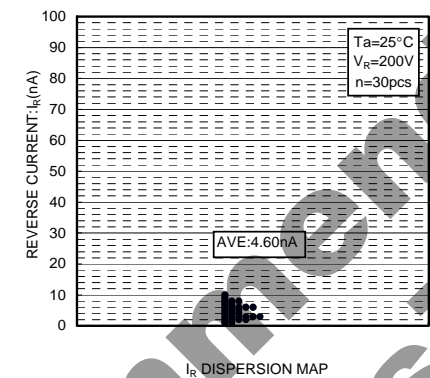 100
90
80
70
60
50
40
30
20
10
0
REVERSE CURRENT:IR(nA)
Ta=25°C
VR=200V
n=30pcs
AVE:4.60nA
IR DISPERSION MAP